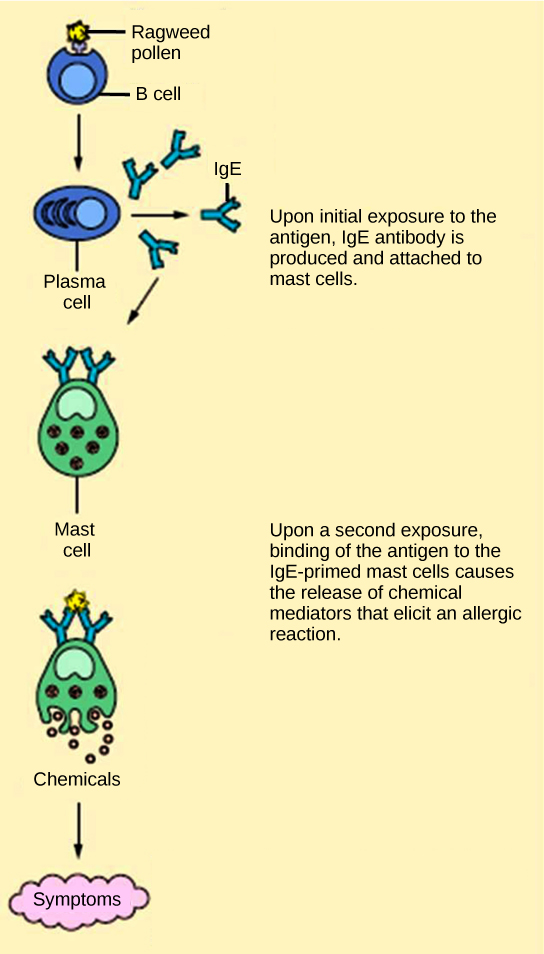 Ragweed
pollen
B cell
IgE
Upon initial exposure to the
antigen, IgE antibody is
produced and attached to
mast cells.
Plasma
cell
Mast
cell
Upon a second exposure,
binding of the antigen to the
IgE-primed mast cells causes
the release of chemical
mediators that elicit an allergic
reaction.
Chemicals
Symptoms